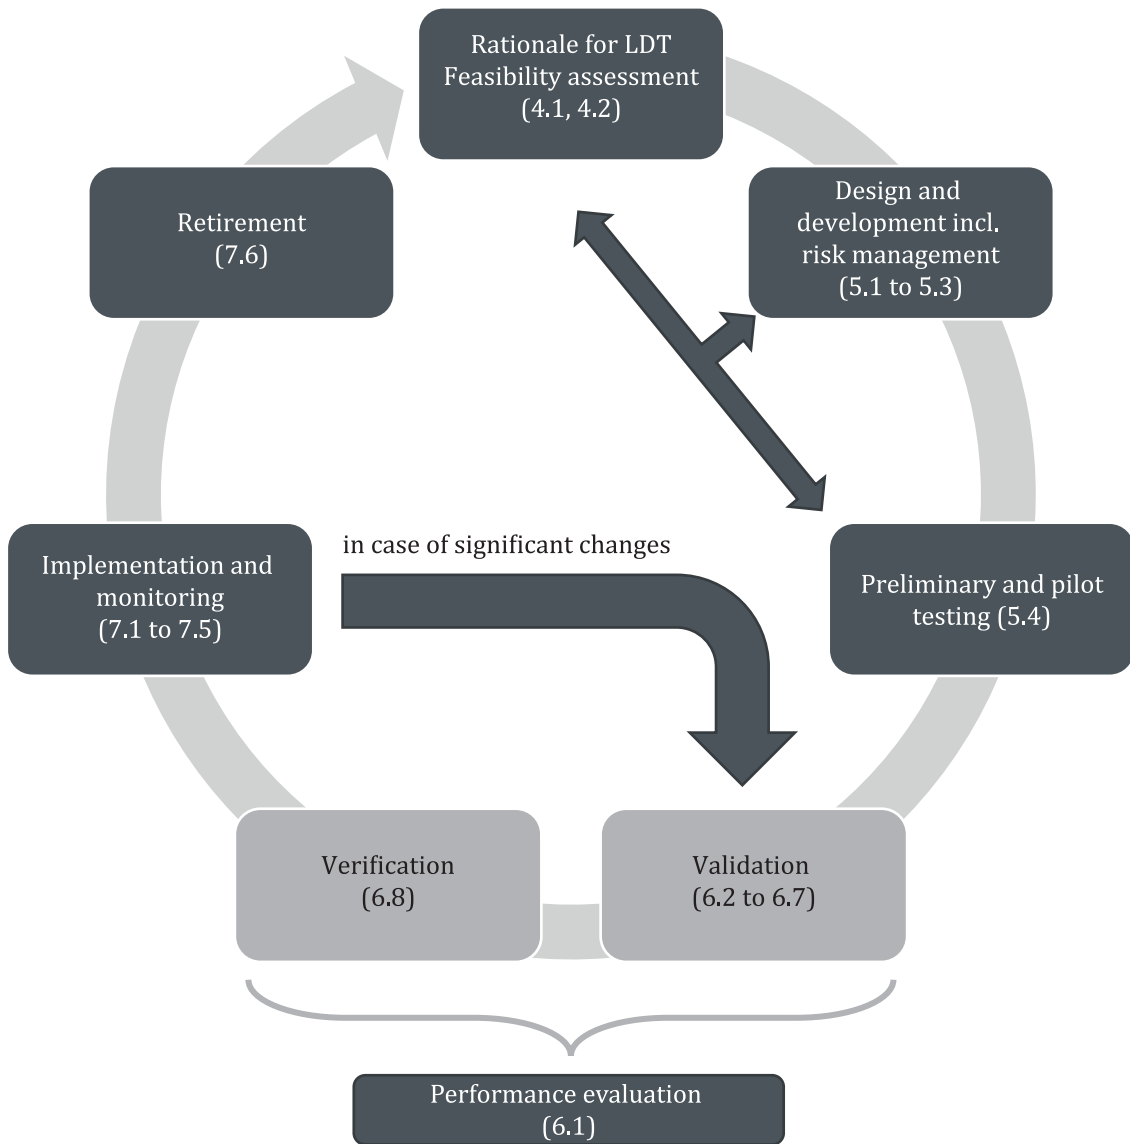 Rationale for LDT
Feasibility assessment
(4.1, 4.2)
Design and
development incl.
risk management
(5.1 to 5.3)
Retirement
(7.6)
in case of significant changes
Implementation and
monitoring
(7.1 to 7.5)
Preliminary and pilot
testing (5.4)
Verification
(6.8)
Validation
(6.2 to 6.7)
Performance evaluation
(6.1)